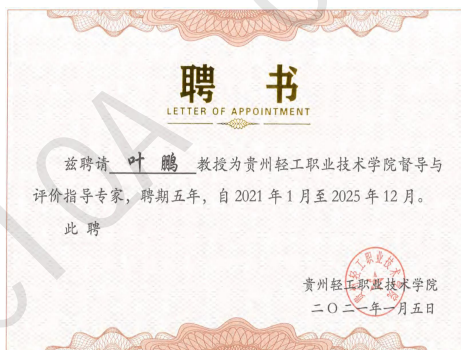 聘 书
LETTER OF APPOINTMENT
兹聘请 叶 鹏 教授为贵州轻工职业技术学院督导与
评价指导专家，聘期五年，自 2021 年 1 月至 2025 年 12 月。
此 聘
贵州轻工职业技术学院
二〇二一年一月五日